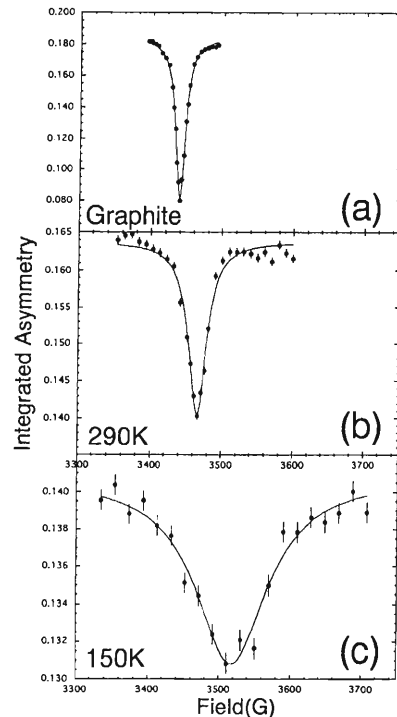 0.200
0.180
0.160
0.140
0.120
0.100
0.080
Graphite
(a)
Integrated Asymmetry
0.165
0.160
0.155
0.150
0.145
0.140
290K
(b)
3300 3400 3500 3600 3700
0.140
0.138
0.136
0.134
0.132
0.130
150K
(c)
3300 3400 3500 3600 3700
Field(G)